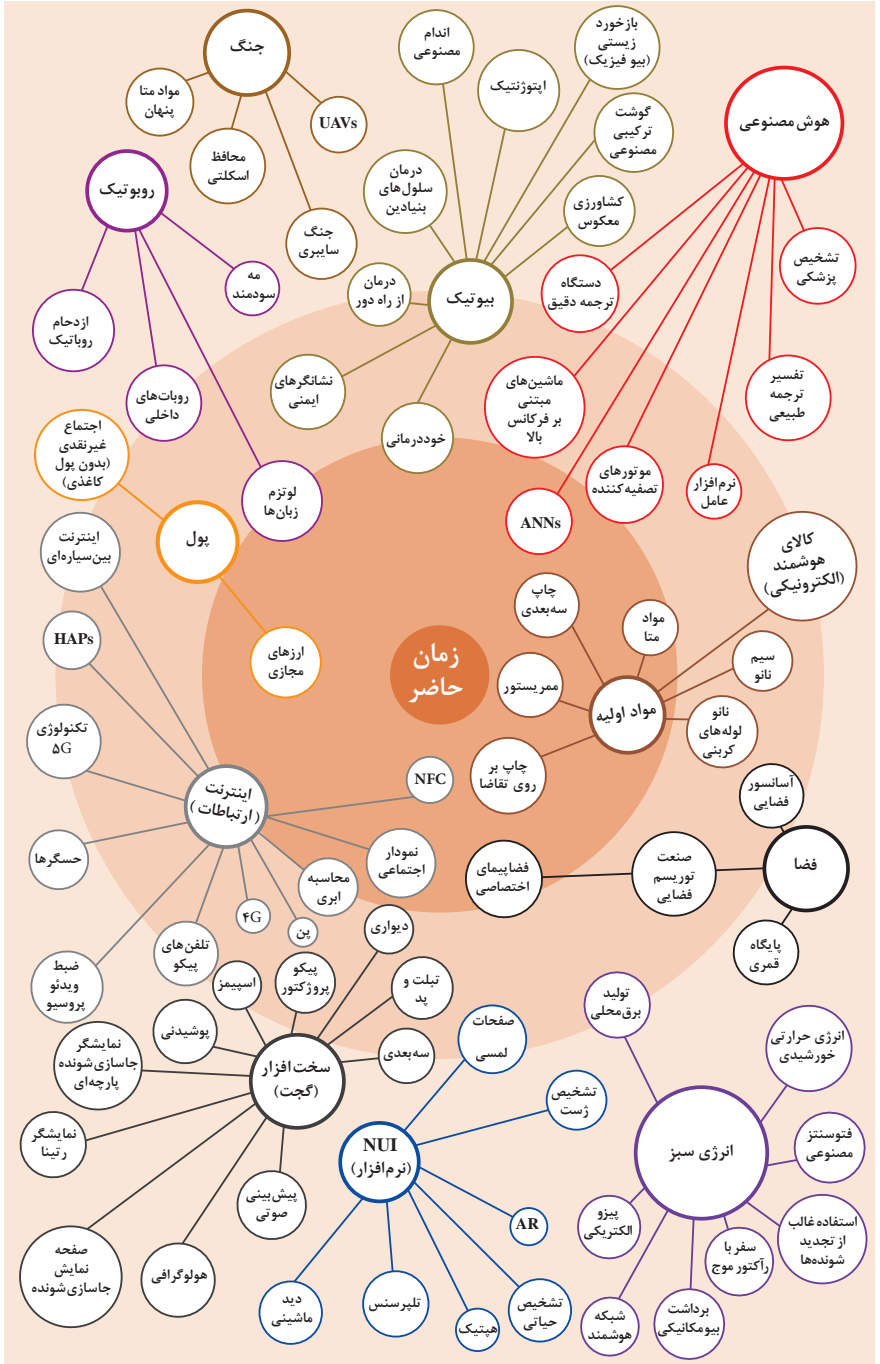 جنگ
مواد متا
پنهان
محافظ
اسکلتی
UAVs
جنگ
سایبری
اندام
مصنوعی
بازخورد
زیستی
(بیو فیزیک)
اپتوژنتیک
گوشت
ترکیبی
مصنوعی
درمان
سلول‌های
بنیادین
کشاورزی
معکوس
بیوتیک
درمان
از راه دور
نشانگرهای
ایمنی
خوددرمانی
هوش مصنوعی
تشخیص
پزشکی
دستگاه
ترجمه دقیق
تفسیر
ترجمه
طبیعی
ماشین‌های
مبتنی
بر فرکانس
بالا
موتورهای
تصفیه‌کننده
نرم‌افزار
عامل
ANNs
روبوتیک
مه
سودمند
ازدحام
روباتیک
روبات‌های
داخلی
لوتزم
زبان‌ها
اجتماع
غیرنقدی
(بدون پول
کاغذی)
پول
ارزهای
مجازی
زمان
حاضر
کالای
هوشمند
(الکترونیکی)
چاپ
سه‌بعدی
مواد
متا
سیم
نانو
ممریستور
مواد اولیه
نانو
لوله‌های
کربنی
چاپ بر
روی تقاضا
اینترنت
بین‌سیاره‌ای
HAPs
تکنولوژی
۵G
اینترنت
(ارتباطات)
NFC
حسگرها
نمودار
اجتماعی
محاسبه
ابری
۴G
پن
تلفن‌های
پیکو
ضبط
ویدئو
پروسیو
آسانسور
فضایی
فضا
صنعت
توریسم
فضایی
فضاپیمای
اختصاصی
پایگاه
قمری
دیواری
پیکو
پروژکتور
اسپیمز
تبلت و
پد
پوشیدنی
سه‌بعدی
نمایشگر
جاسازی‌شونده
پارچه‌ای
سخت‌افزار
(گجت)
نمایشگر
رتینا
پیش‌بینی
صوتی
صفحه
نمایش
جاسازی‌شونده
هولوگرافی
صفحات
لمسی
تشخیص
ژست
NUI
(نرم‌افزار)
AR
دید
ماشینی
تلپرسنس
هپتیک
تشخیص
حیاتی
تولید
برق‌محلی
انرژی حرارتی
خورشیدی
انرژی سبز
فتوسنتز
مصنوعی
پیزو
الکتریکی
استفاده غالب
از تجدید
شونده‌ها
سفر با
رآکتور موج
شبکه
هوشمند
برداشت
بیومکانیکی